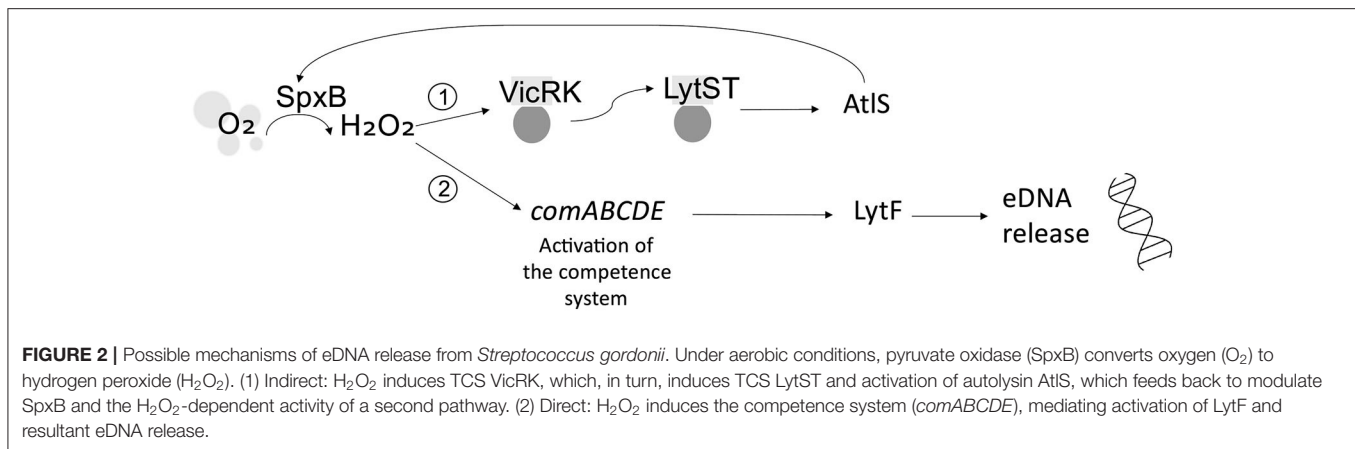 SpxB
O₂
H₂O₂
①
VicRK
LytST
AtlS
②
comABCDE
Activation of
the competence
system
LytF
eDNA
release
FIGURE 2 | Possible mechanisms of eDNA release from Streptococcus gordonii. Under aerobic conditions, pyruvate oxidase (SpxB) converts oxygen (O₂) to
hydrogen peroxide (H₂O₂). (1) Indirect: H₂O₂ induces TCS VicRK, which, in turn, induces TCS LytST and activation of autolysin AtlS, which feeds back to modulate
SpxB and the H₂O₂-dependent activity of a second pathway. (2) Direct: H₂O₂ induces the competence system (comABCDE), mediating activation of LytF and
resultant eDNA release.